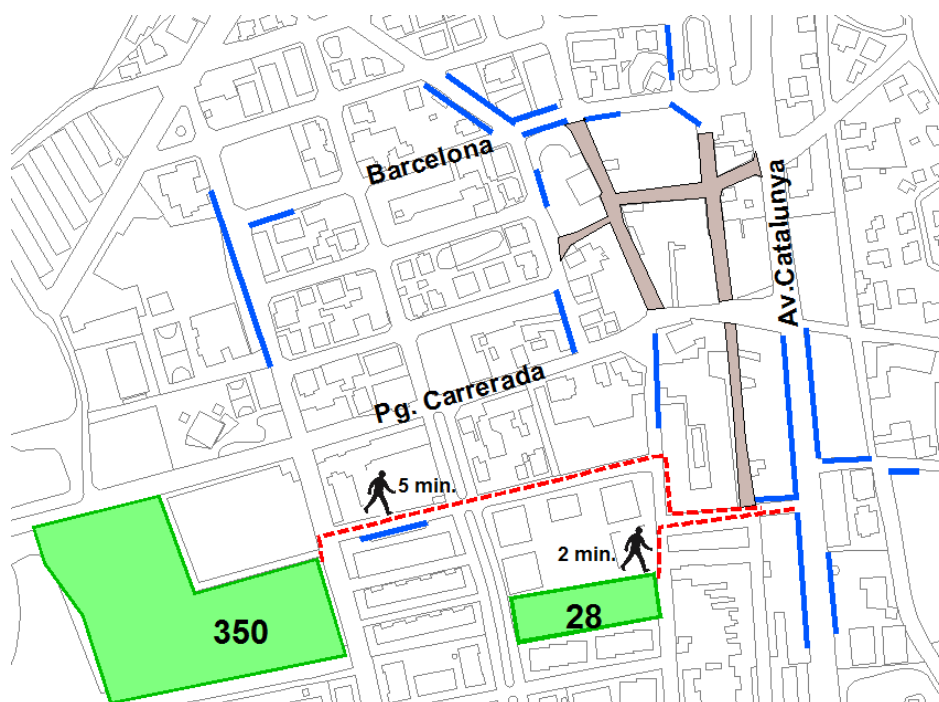 Barcelona
Av.Catalunya
Pg. Carrerada
5 min.
2 min.
350
28